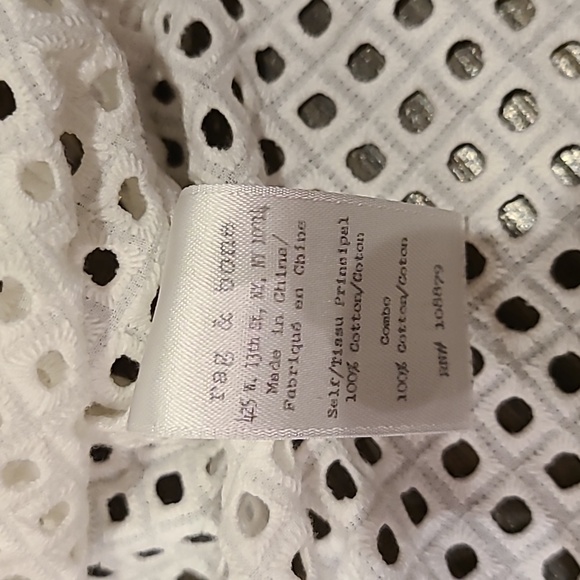 rag & bone
425 W. 13th St, NY, NY 10014
Made in China/
Fabriqué en Chine
Self/Tissu Principal
100% Cotton/Coton
Combo
100% Cotton/Coton
RN# 108879